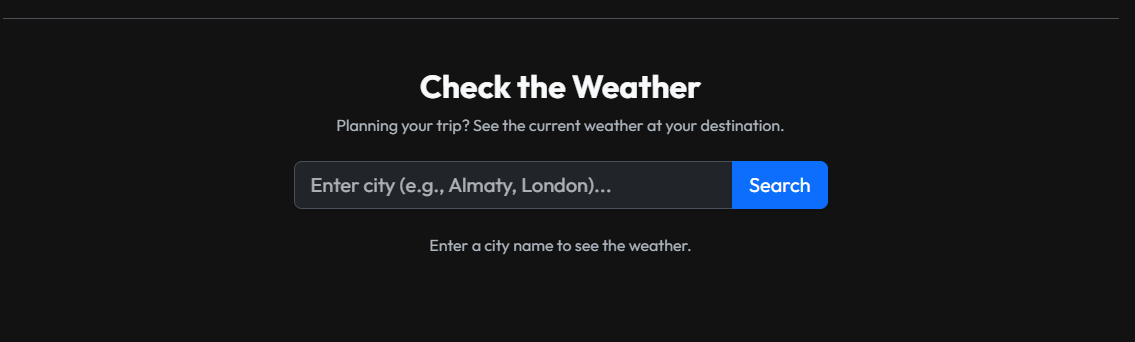 Check the Weather
Planning your trip? See the current weather at your destination.
Enter city (e.g., Almaty, London)...
Search
Enter a city name to see the weather.